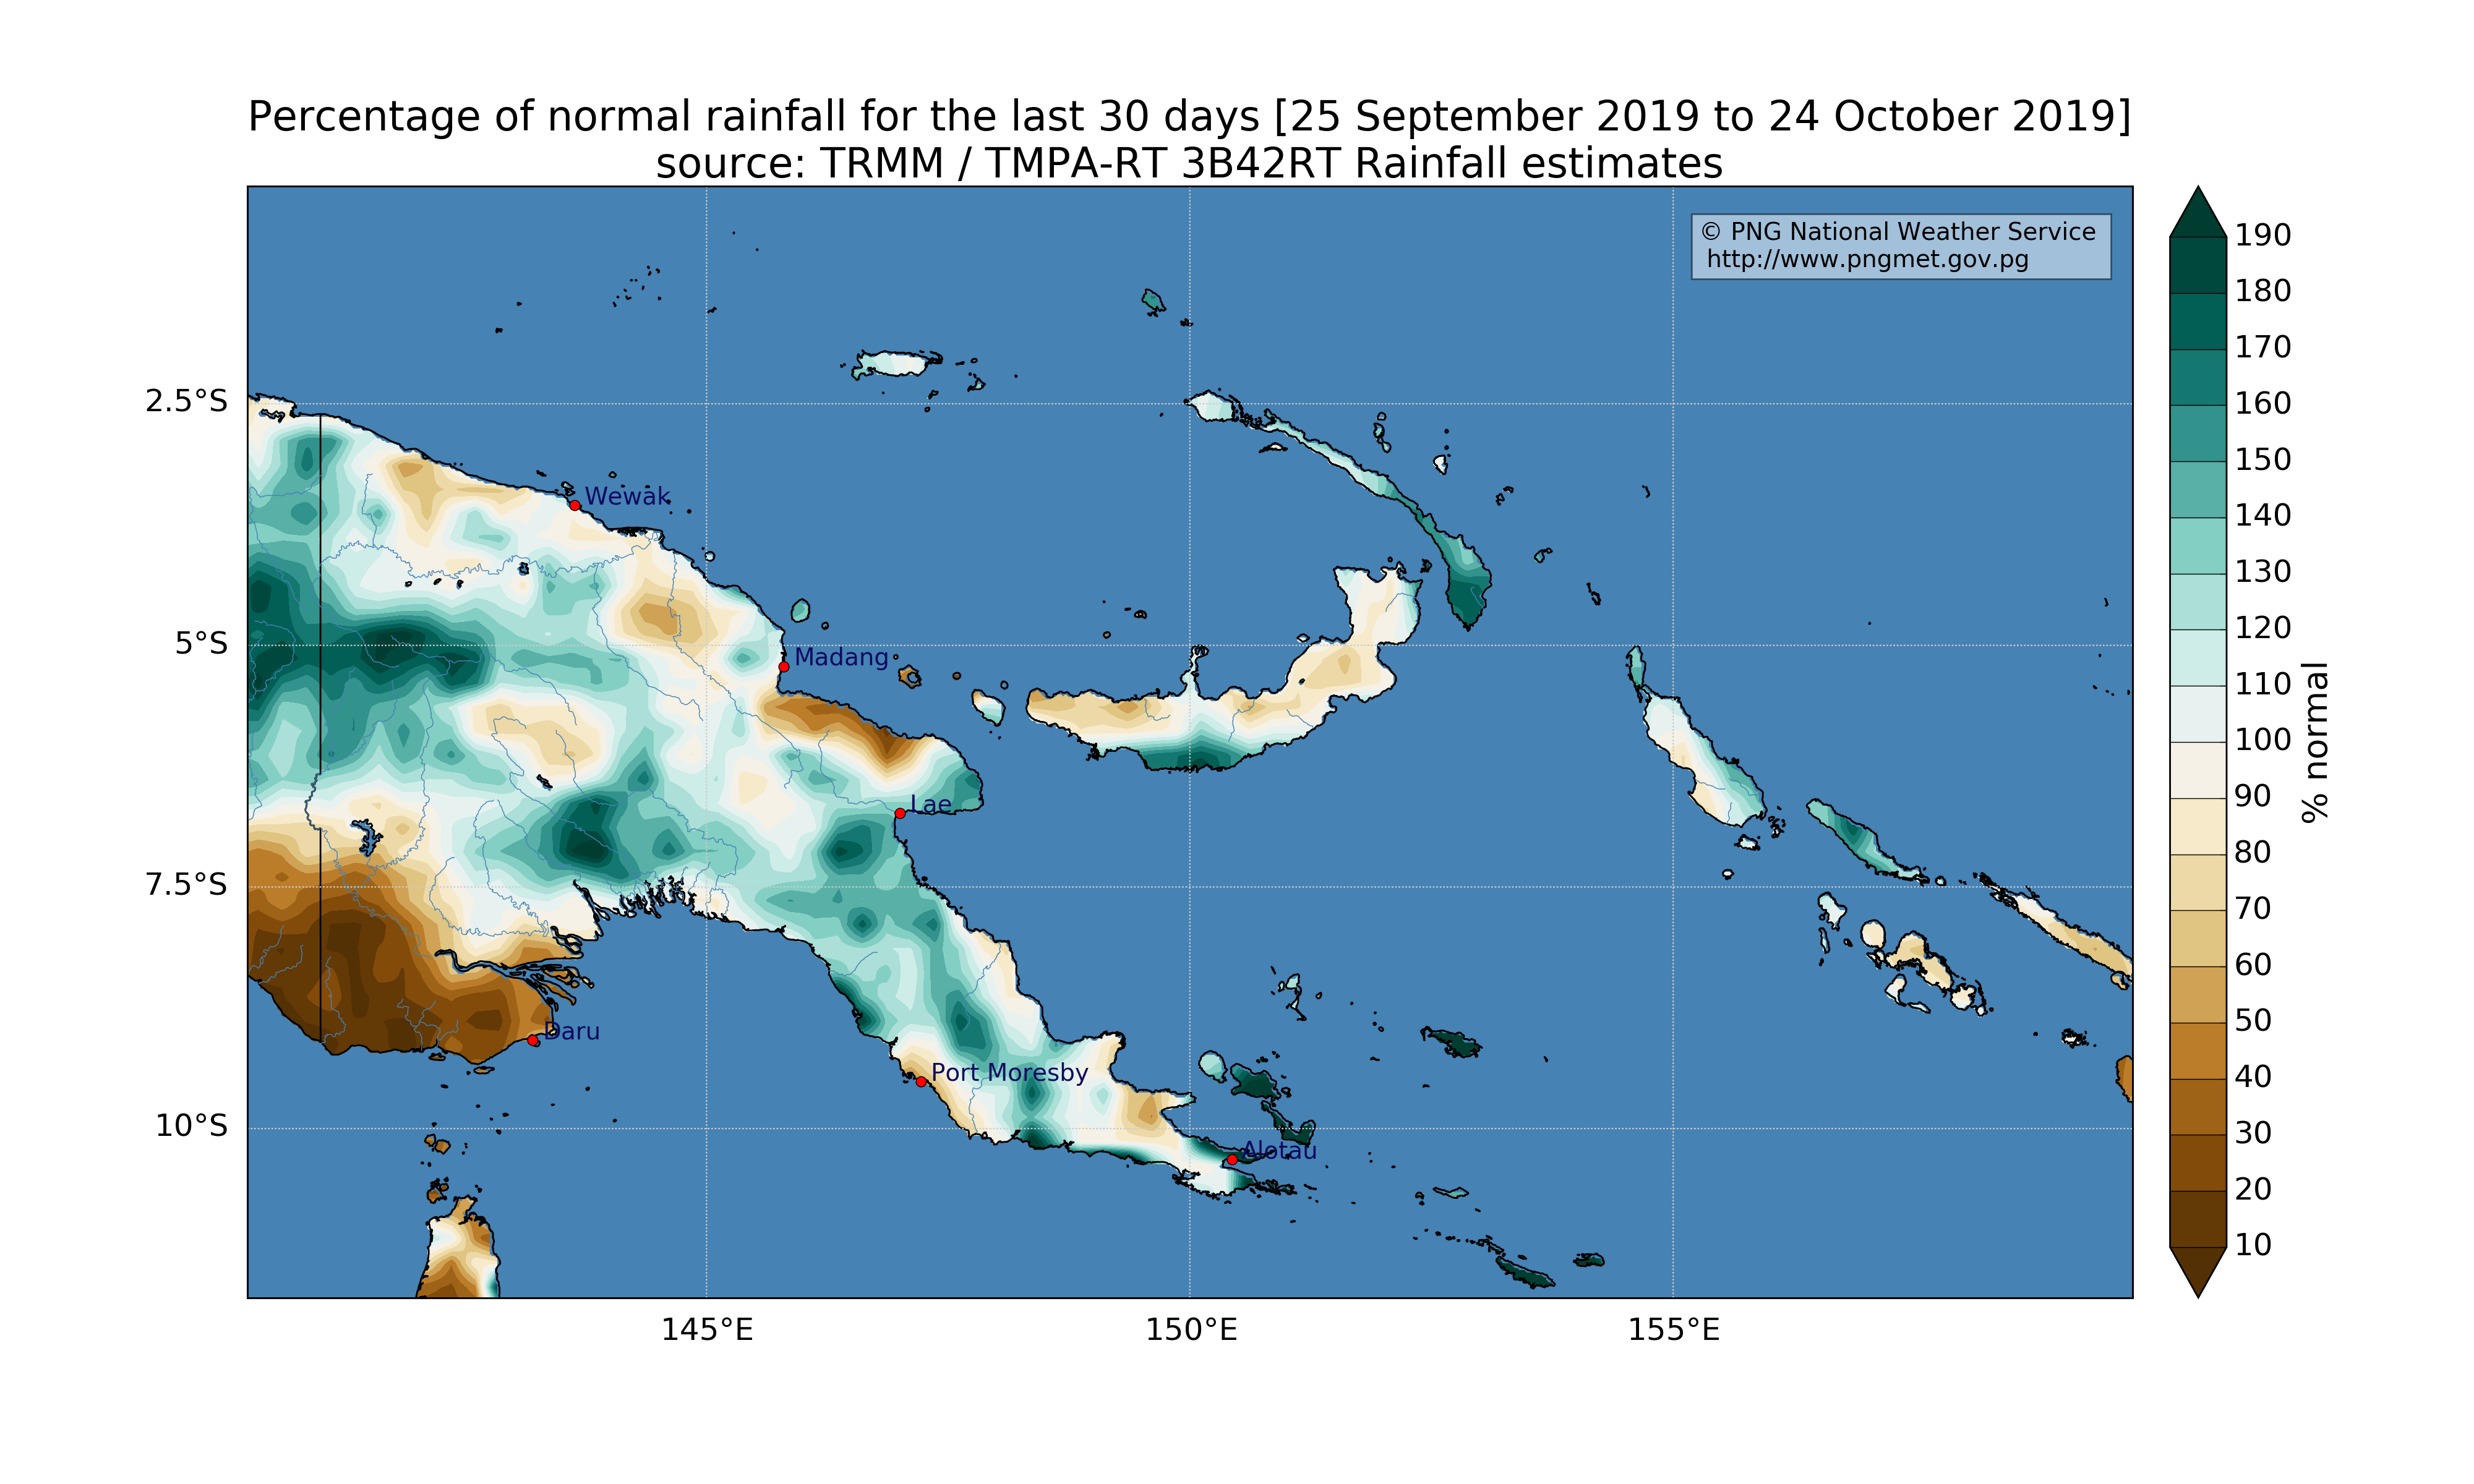 Percentage of normal rainfall for the last 30 days [25 September 2019 to 24 October 2019]
source: TRMM / TMPA-RT 3B42RT Rainfall estimates
© PNG National Weather Service
http://www.pngmet.gov.pg
2.5°S
5°S
7.5°S
10°S
145°E
150°E
155°E
Wewak
Madang
Lae
Daru
Port Moresby
Alotau
190
180
170
160
150
140
130
120
110
100
90
80
70
60
50
40
30
20
10
% normal